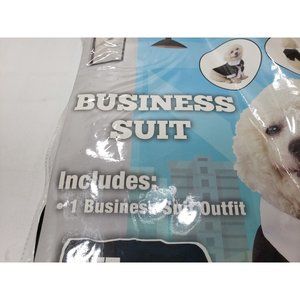 BUSINESS
SUIT
Includes:
• 1 Business Suit Outfit